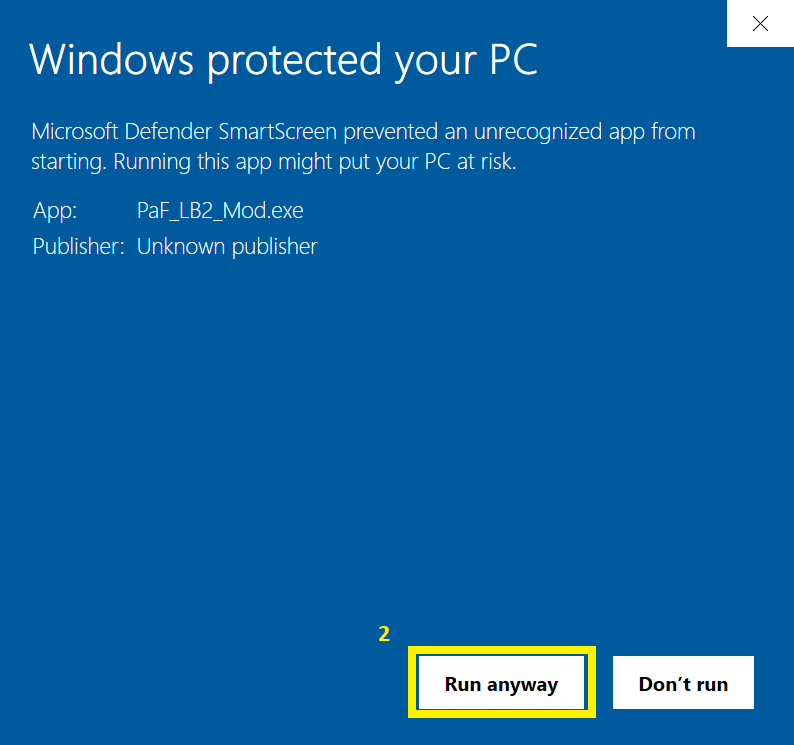 Windows protected your PC
Microsoft Defender SmartScreen prevented an unrecognized app from
starting. Running this app might put your PC at risk.
App: PaF_LB2_Mod.exe
Publisher: Unknown publisher
2
Run anyway Don’t run